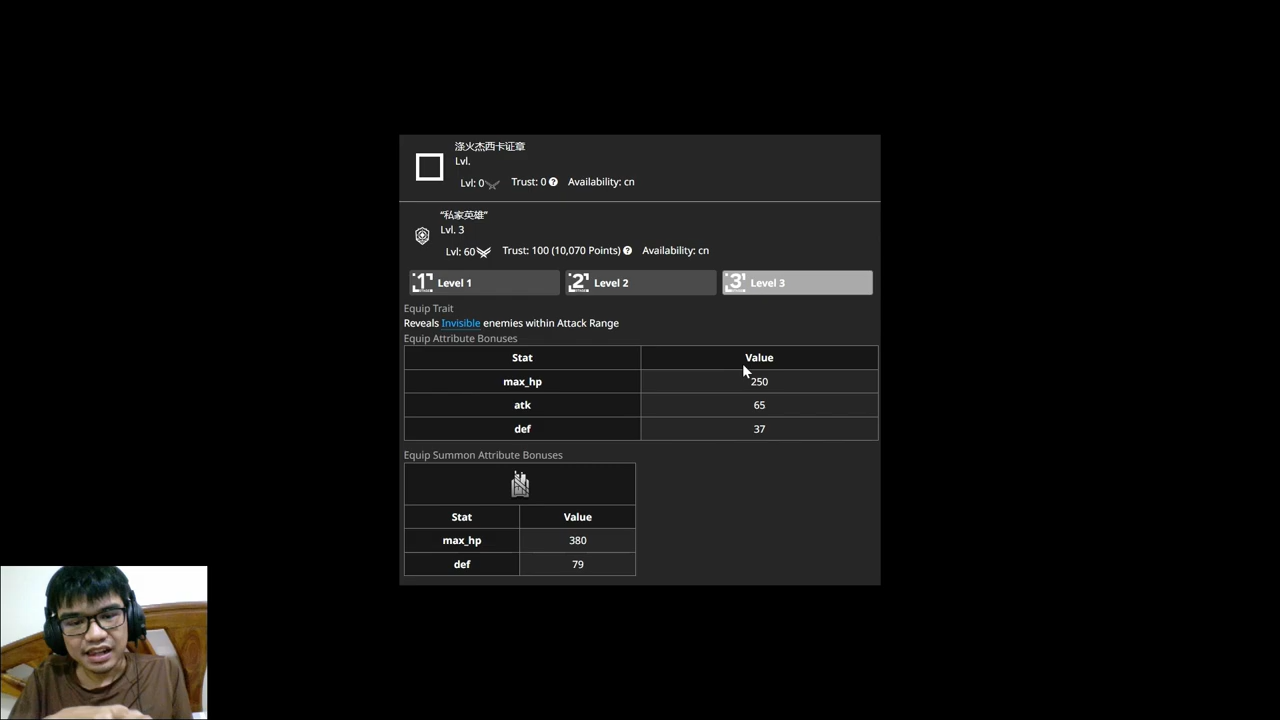 涤火杰西卡证章
Lvl.
Lvl: 0 Trust: 0 Availability: cn
“私家英雄”
Lvl. 3
Lvl: 60 Trust: 100 (10,070 Points) Availability: cn
1 Level 1 2 Level 2 3 Level 3
Equip Trait
Reveals Invisible enemies within Attack Range
Equip Attribute Bonuses
Stat Value
max_hp 250
atk 65
def 37
Equip Summon Attribute Bonuses
Stat Value
max_hp 380
def 79